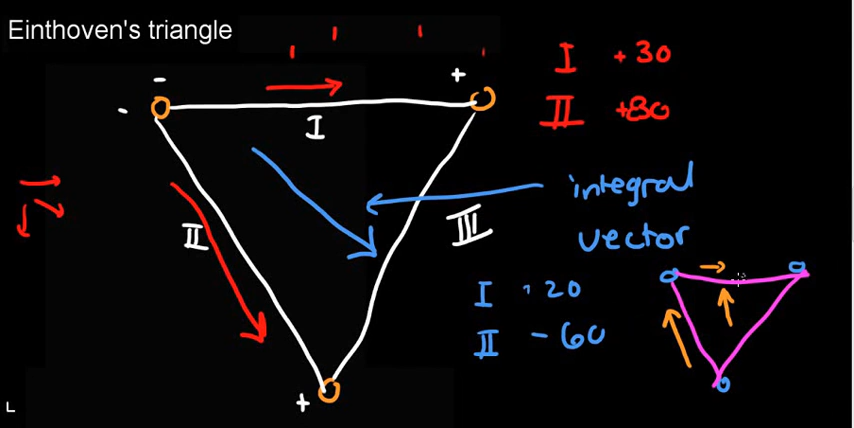 Einthoven's triangle
I +30
II +80
- +
-
I
integral
vector
II
III
I +20
II -60
+